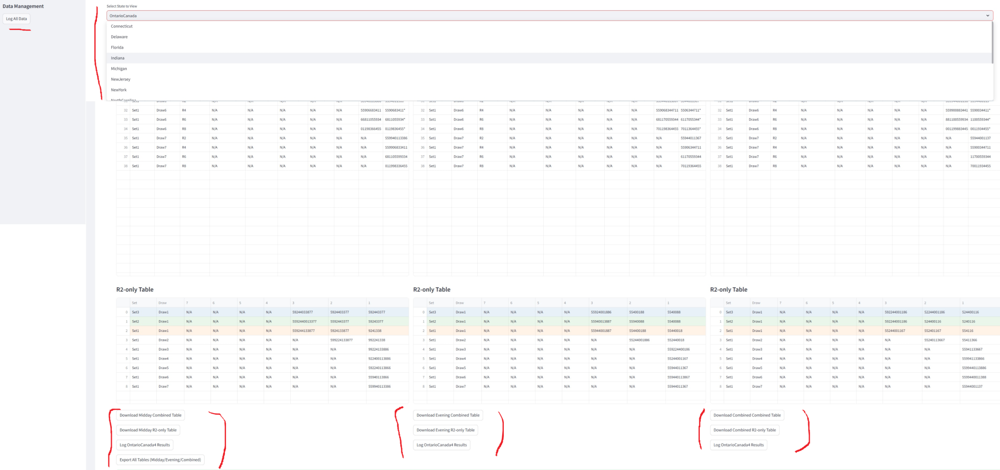 Data Management
Log All Data
Select State to View
OntarioCanada
Connecticut
Delaware
Florida
Indiana
Michigan
NewJersey
NewYork
NorthCarolina
32 Set1 Draw6 R4 N/A N/A N/A N/A N/A 55906683411 5590683411* 32 Set1 Draw6 R4 N/A N/A N/A N/A N/A 559068344711 5506344711* 32 Set1 Draw6 R4 N/A N/A N/A N/A N/A 559900883441 5590034411*
33 Set1 Draw6 R6 N/A N/A N/A N/A N/A 66811055934 6811055934* 33 Set1 Draw6 R6 N/A N/A N/A N/A N/A 681170559344 6117055344* 33 Set1 Draw6 R6 N/A N/A N/A N/A N/A 881100559934 1100559344*
34 Set1 Draw6 R8 N/A N/A N/A N/A N/A 01198366455 0119836455* 34 Set1 Draw6 R8 N/A N/A N/A N/A N/A 701198364455 7011364455* 34 Set1 Draw6 R8 N/A N/A N/A N/A N/A 001199883445 0011934455*
35 Set1 Draw7 R2 N/A N/A N/A N/A N/A N/A 559940113386 35 Set1 Draw7 R2 N/A N/A N/A N/A N/A N/A 55944011367 35 Set1 Draw7 R2 N/A N/A N/A N/A N/A N/A 55944001137
36 Set1 Draw7 R4 N/A N/A N/A N/A N/A N/A 559906833411 36 Set1 Draw7 R4 N/A N/A N/A N/A N/A N/A 55906344711 36 Set1 Draw7 R4 N/A N/A N/A N/A N/A N/A 55900344711
37 Set1 Draw7 R6 N/A N/A N/A N/A N/A N/A 681105599334 37 Set1 Draw7 R6 N/A N/A N/A N/A N/A N/A 61170559344 37 Set1 Draw7 R6 N/A N/A N/A N/A N/A N/A 11700559344
38 Set1 Draw7 R8 N/A N/A N/A N/A N/A N/A 011998336455 38 Set1 Draw7 R8 N/A N/A N/A N/A N/A N/A 70119364455 38 Set1 Draw7 R8 N/A N/A N/A N/A N/A N/A 70011934455
R2-only Table R2-only Table R2-only Table
Set Draw 7 6 5 4 3 2 1 Set Draw 7 6 5 4 3 2 1 Set Draw 7 6 5 4 3 2 1
0 Set3 Draw1 N/A N/A N/A N/A 59244033877 5924403377 592443377 0 Set3 Draw1 N/A N/A N/A N/A 55924001886 55400188 5540088 0 Set3 Draw1 N/A N/A N/A N/A 592244001186 52244001186 524400116
1 Set2 Draw1 N/A N/A N/A N/A 5592440013377 5592443377 59243377 1 Set2 Draw1 N/A N/A N/A N/A 55940013887 55940088 5540088 1 Set2 Draw1 N/A N/A N/A N/A 592244001186 524400116 5240116
2 Set1 Draw1 N/A N/A N/A N/A 559244133877 5924133877 9241338 2 Set1 Draw1 N/A N/A N/A N/A 55944001887 554400188 55440018 2 Set1 Draw1 N/A N/A N/A N/A 55244001167 552401167 554116
3 Set1 Draw2 N/A N/A N/A N/A N/A 599224133877 992241338 3 Set1 Draw2 N/A N/A N/A N/A N/A 55244001886 552440018 3 Set1 Draw2 N/A N/A N/A N/A N/A 55240113667 55411366
4 Set1 Draw3 N/A N/A N/A N/A N/A N/A 99224133886 4 Set1 Draw3 N/A N/A N/A N/A N/A N/A 559224400186 4 Set1 Draw3 N/A N/A N/A N/A N/A N/A 55941133667
5 Set1 Draw4 N/A N/A N/A N/A N/A N/A 922400113886 5 Set1 Draw4 N/A N/A N/A N/A N/A N/A 55244001167 5 Set1 Draw4 N/A N/A N/A N/A N/A N/A 559941133866
6 Set1 Draw5 N/A N/A N/A N/A N/A N/A 592240113866 6 Set1 Draw5 N/A N/A N/A N/A N/A N/A 55944011367 6 Set1 Draw5 N/A N/A N/A N/A N/A N/A 5599440113886
7 Set1 Draw6 N/A N/A N/A N/A N/A N/A 55940113866 7 Set1 Draw6 N/A N/A N/A N/A N/A N/A 559440113867 7 Set1 Draw6 N/A N/A N/A N/A N/A N/A 5599440011388
8 Set1 Draw7 N/A N/A N/A N/A N/A N/A 559940113386 8 Set1 Draw7 N/A N/A N/A N/A N/A N/A 55944011367 8 Set1 Draw7 N/A N/A N/A N/A N/A N/A 55944001137
Download Midday Combined Table Download Evening Combined Table Download Combined Combined Table
Download Midday R2-only Table Download Evening R2-only Table Download Combined R2-only Table
Log OntarioCanada4 Results Log OntarioCanada4 Results Log OntarioCanada4 Results
Export All Tables (Midday/Evening/Combined)